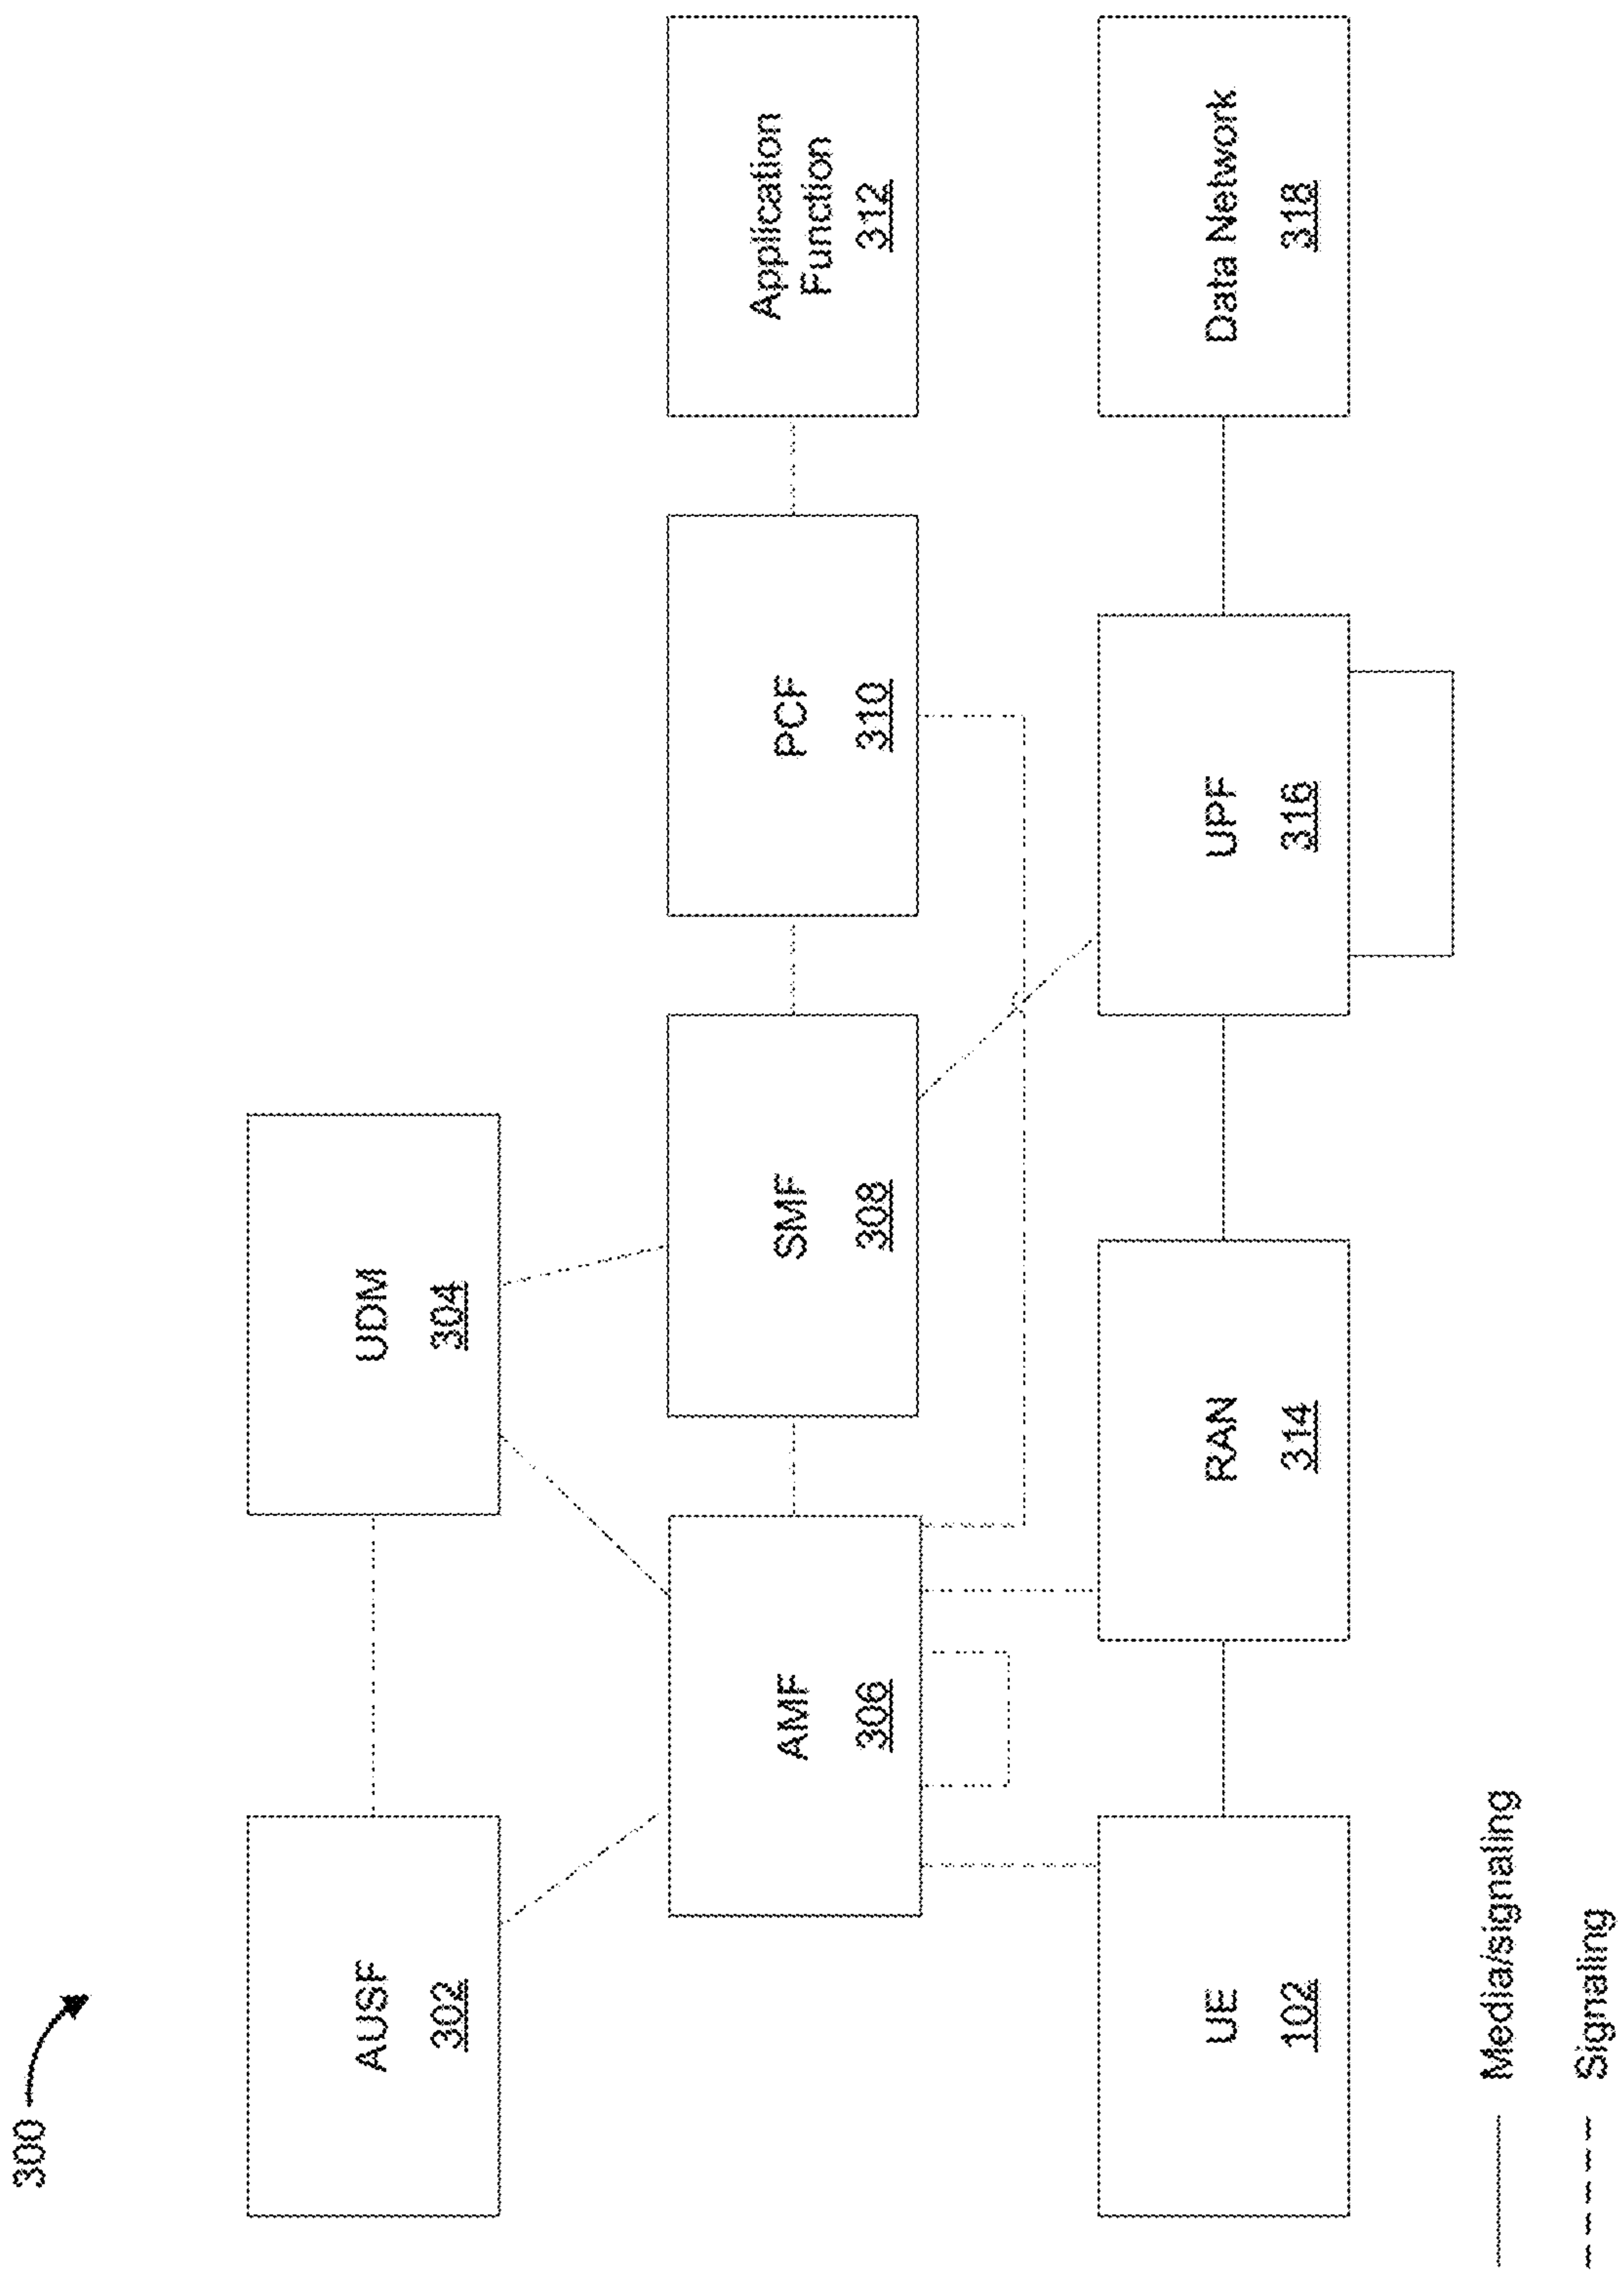 300
AUSF
302
UDM
304
AMF
306
SMF
308
PCF
310
Application
Function
312
UE
102
RAN
314
UPF
316
Data Network
318
Media/signaling
Signaling